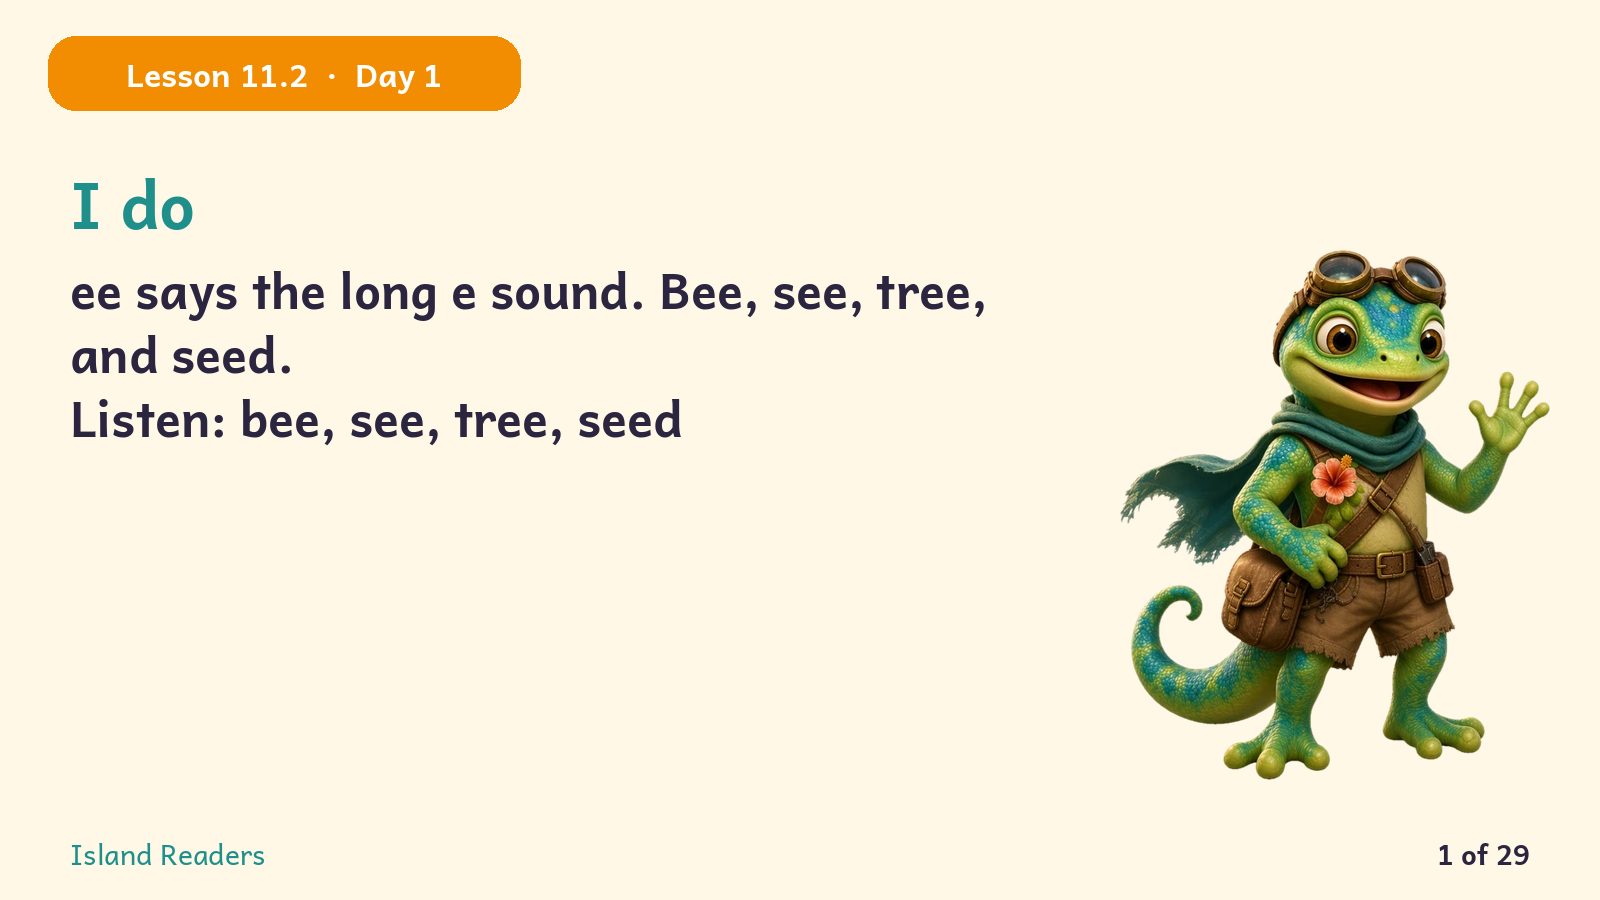 Lesson 11.2 · Day 1
I do
ee says the long e sound. Bee, see, tree,
and seed.
Listen: bee, see, tree, seed
Island Readers
1 of 29